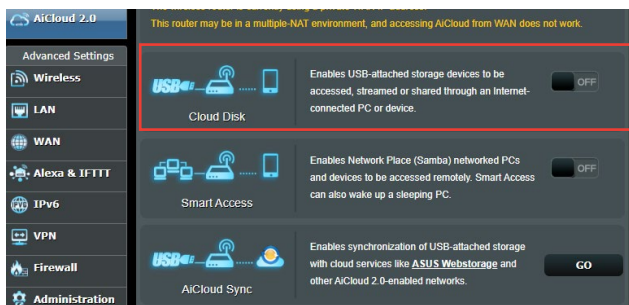 AiCloud 2.0
This router may be in a multiple-NAT environment, and accessing AiCloud from WAN does
not work.
Advanced Settings
Wireless
LAN
WAN
Alexa & IFTTT
IPv6
VPN
Firewall
Administration
USB
Cloud Disk
Enables USB-attached storage devices to be
accessed, streamed or shared through an Internet-
connected PC or device.
OFF
Smart Access
Enables Network Place (Samba) networked PCs
and devices to be accessed remotely. Smart Access
can also wake up a sleeping PC.
OFF
USB
AiCloud Sync
Enables synchronization of USB-attached storage
with cloud services like ASUS Webstorage and
other AiCloud 2.0-enabled networks.
GO